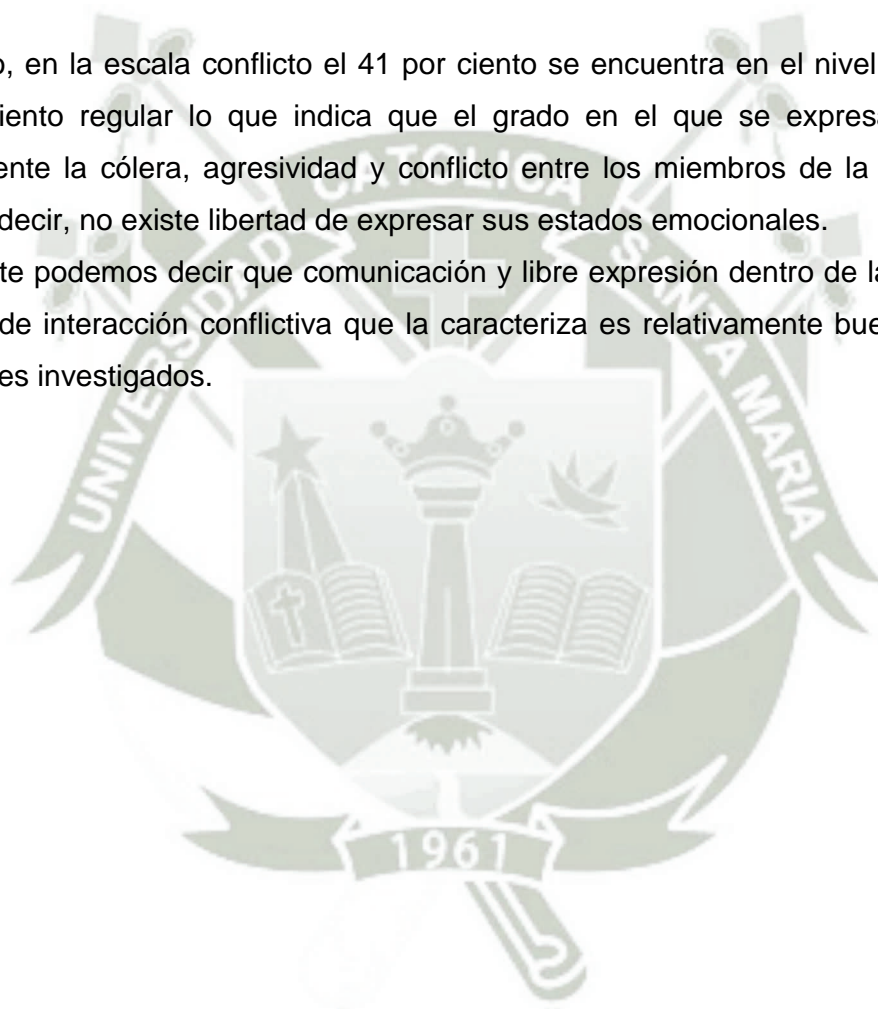 o, en la escala conflicto el 41 por ciento se encuentra en el nivel
iento regular lo que indica que el grado en el que se expresa
ente la cólera, agresividad y conflicto entre los miembros de la
decir, no existe libertad de expresar sus estados emocionales.
te podemos decir que comunicación y libre expresión dentro de la
de interacción conflictiva que la caracteriza es relativamente bue
es investigados.
UNIVERSIDAD CATOLICA SANTA MARIA
1961